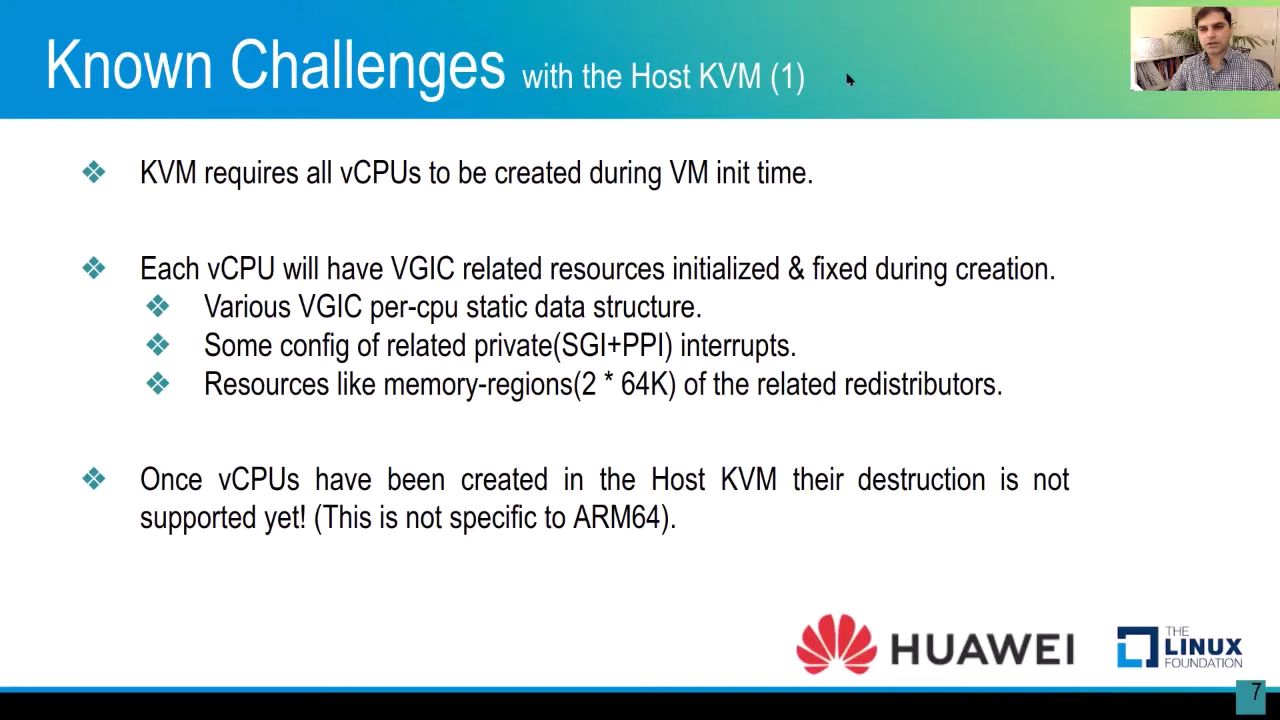 Known Challenges with the Host KVM (1)
KVM requires all vCPUs to be created during VM init time.
Each vCPU will have VGIC related resources initialized & fixed during creation.
Various VGIC per-cpu static data structure.
Some config of related private(SGI+PPI) interrupts.
Resources like memory-regions(2 * 64K) of the related redistributors.
Once vCPUs have been created in the Host KVM their destruction is not
supported yet! (This is not specific to ARM64).
HUAWEI
THE
LINUX
FOUNDATION
7